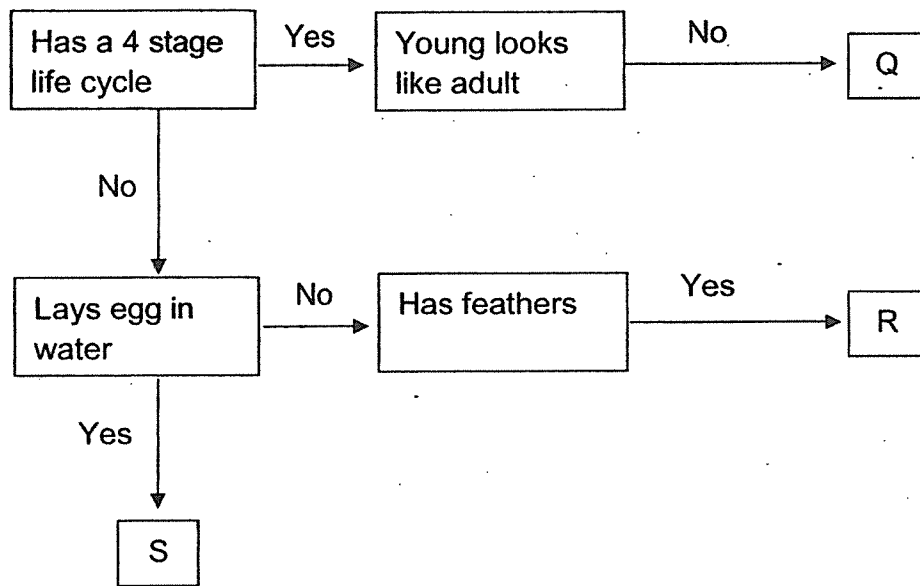 Has a 4 stage
life cycle
Yes
Young looks
like adult
No
Q
No
Lays egg in
water
No
Has feathers
Yes
R
Yes
S